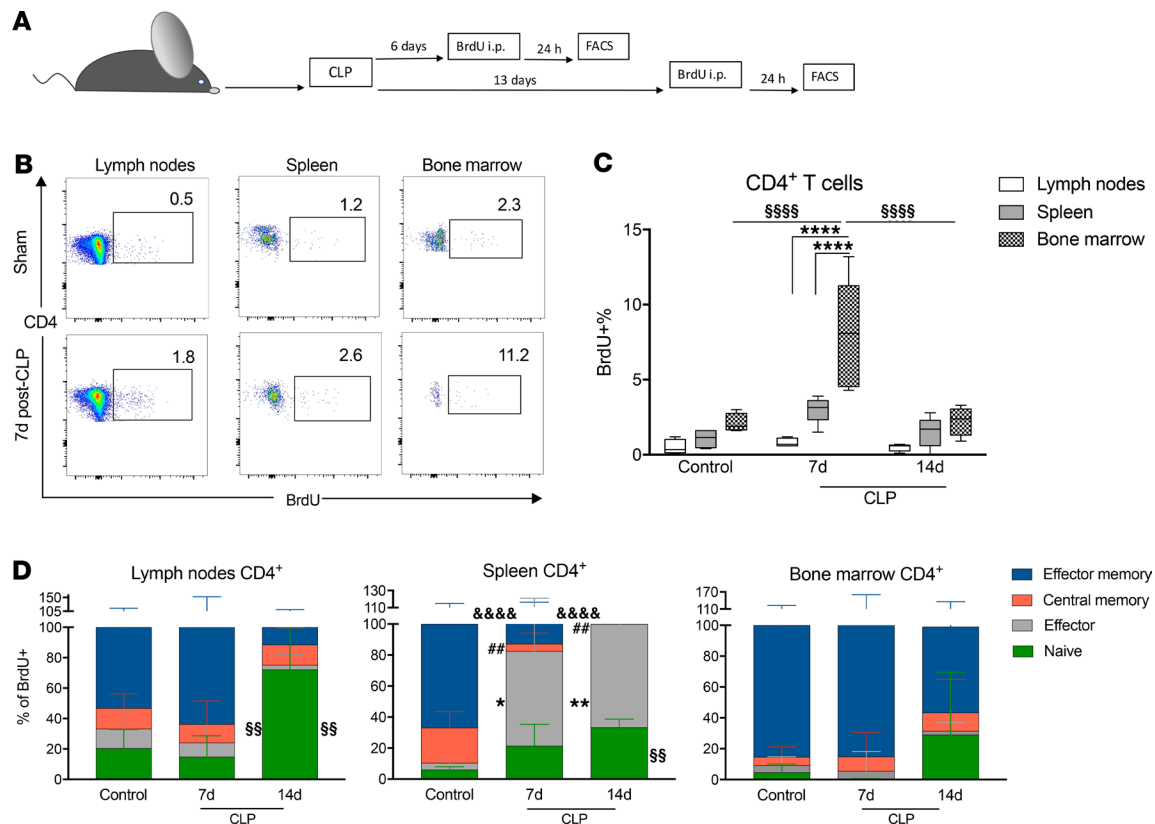 A
6 days
BrdU i.p.
24 h
FACS
CLP
13 days
BrdU i.p.
24 h
FACS
B
Lymph nodes
Spleen
Bone marrow
Sham
0.5
1.2
2.3
CD4
7d post-CLP
1.8
2.6
11.2
BrdU
C
CD4+ T cells
Lymph nodes
Spleen
Bone marrow
§§§§
§§§§
****
****
BrdU+%
15
10
5
0
Control
7d
14d
CLP
D
Lymph nodes CD4+
% of BrdU+
150
105
100
80
60
40
20
0
§§
§§
Control
7d
14d
CLP
Spleen CD4+
130
110
100
80
60
40
20
0
&&&&
&&&&
##
##
*
**
§§
Control
7d
14d
CLP
Bone marrow CD4+
170
110
100
80
60
40
20
0
Control
7d
14d
CLP
Effector memory
Central memory
Effector
Naive